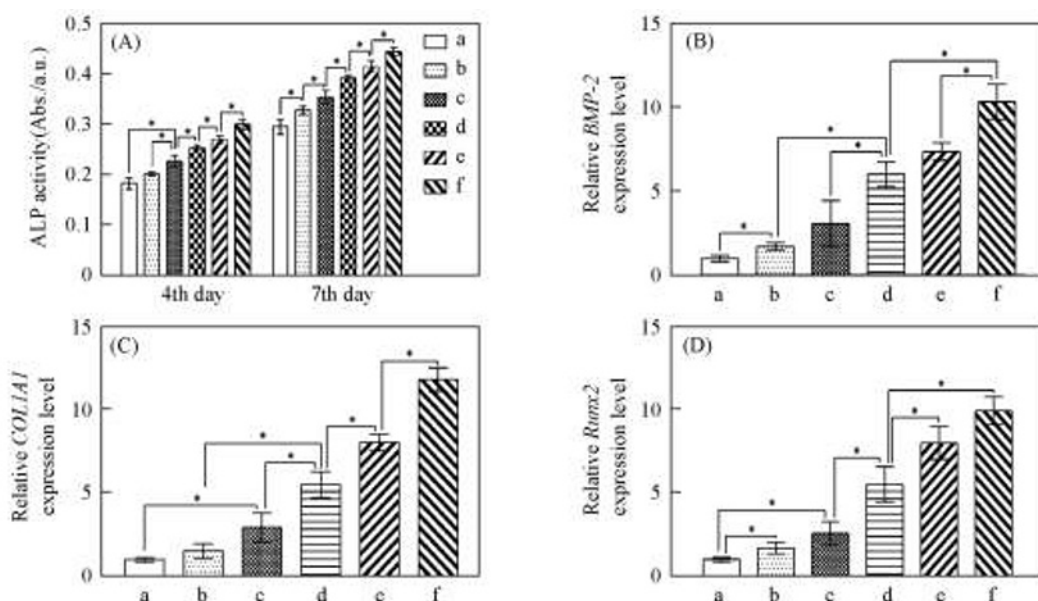 (A)
ALP activity(Abs./a.u.)
0.5
0.4
0.3
0.2
0.1
0
* * * * *
* * * * *
4th day 7th day
a
b
c
d
e
f
(B)
Relative BMP-2
expression level
15
10
5
0
* * * * *
a b c d e f
(C)
Relative COL1A1
expression level
15
10
5
0
* * * * *
a b c d e f
(D)
Relative Runx2
expression level
15
10
5
0
* * * * *
a b c d e f